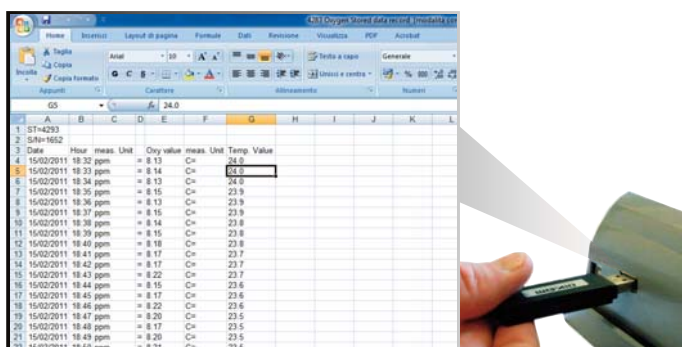 4283 Oxygen Stored data record [modalità com
Home Inserisci Layout di pagina Formule Dati Revisione Visualizza PDF Acrobat
Incolla
Taglia
Copia
Copia formato
Arial 10 A A Testo a capo Generale
G C S A Unisci e centra % 000
Appunti Carattere Allineamento Numeri
G5 fx 24.0
A B C D E F G H I J K L
1 ST=4293
2 S/N=1652
3 Date Hour meas. Unit Oxy value meas. Unit Temp. Value
4 15/02/2011 18:32 ppm = 8.13 C= 24.0
5 15/02/2011 18:33 ppm = 8.14 C= 24.0
6 15/02/2011 18:34 ppm = 8.13 C= 24.0
7 15/02/2011 18:35 ppm = 8.15 C= 23.9
8 15/02/2011 18:36 ppm = 8.13 C= 23.9
9 15/02/2011 18:37 ppm = 8.15 C= 23.9
10 15/02/2011 18:38 ppm = 8.14 C= 23.8
11 15/02/2011 18:39 ppm = 8.15 C= 23.8
12 15/02/2011 18:40 ppm = 8.18 C= 23.8
13 15/02/2011 18:41 ppm = 8.17 C= 23.7
14 15/02/2011 18:42 ppm = 8.17 C= 23.7
15 15/02/2011 18:43 ppm = 8.22 C= 23.7
16 15/02/2011 18:44 ppm = 8.15 C= 23.6
17 15/02/2011 18:45 ppm = 8.17 C= 23.6
18 15/02/2011 18:46 ppm = 8.22 C= 23.6
19 15/02/2011 18:47 ppm = 8.20 C= 23.5
20 15/02/2011 18:48 ppm = 8.17 C= 23.5
21 15/02/2011 18:49 ppm = 8.20 C= 23.5